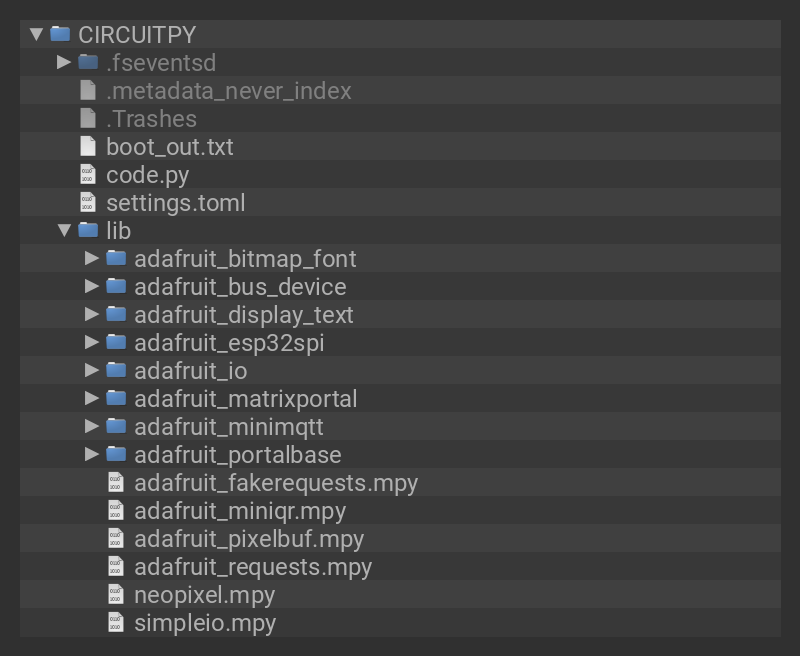 CIRCUITPY
.fseventsd
.metadata_never_index
.Trashes
boot_out.txt
code.py
settings.toml
lib
adafruit_bitmap_font
adafruit_bus_device
adafruit_display_text
adafruit_esp32spi
adafruit_io
adafruit_matrixportal
adafruit_minimqtt
adafruit_portalbase
adafruit_fakerequests.mpy
adafruit_miniqr.mpy
adafruit_pixelbuf.mpy
adafruit_requests.mpy
neopixel.mpy
simpleio.mpy